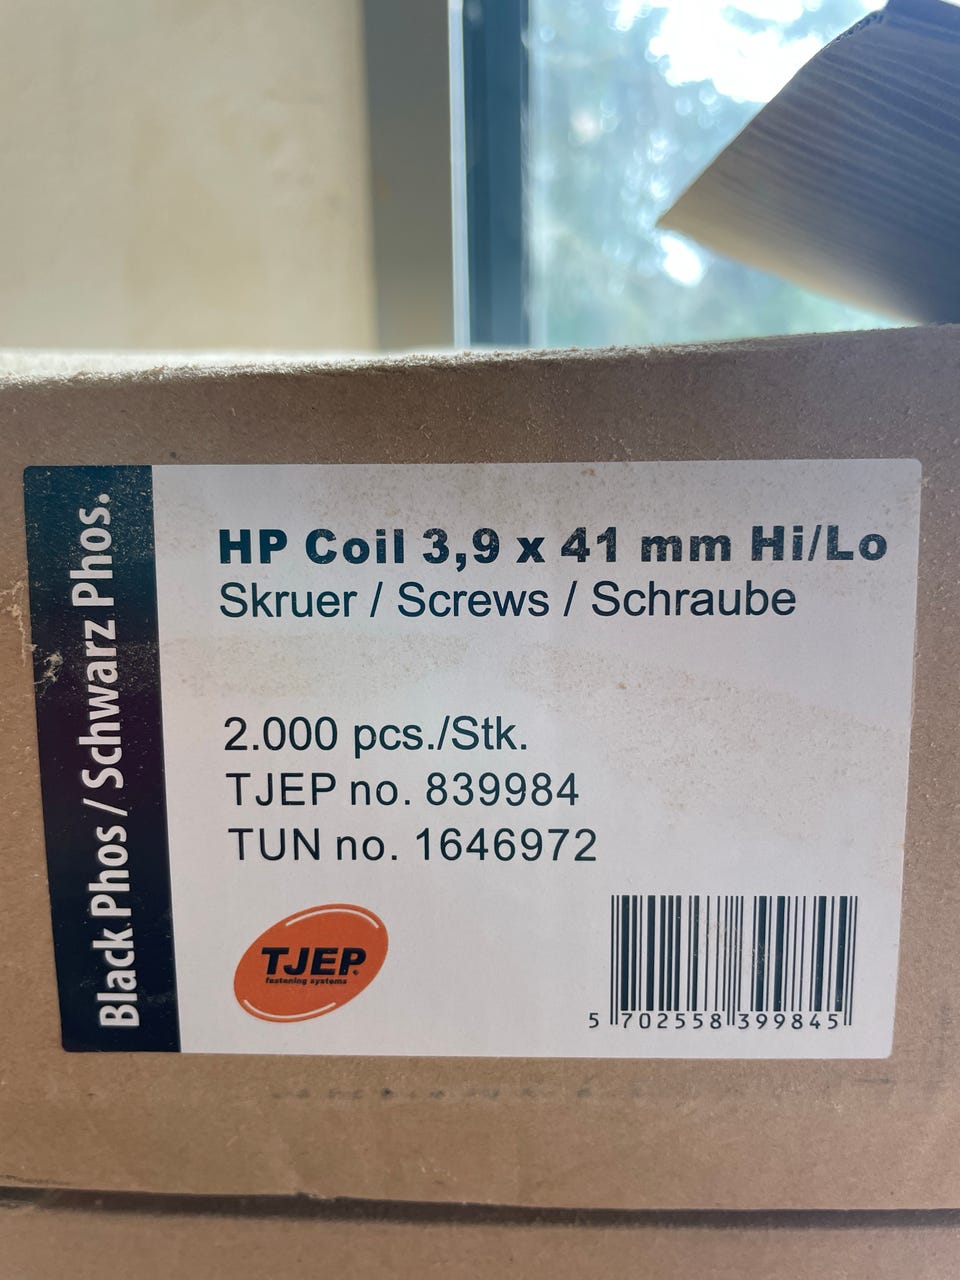 Black Phos / Schwarz Phos.
HP Coil 3,9 x 41 mm Hi/Lo
Skruer / Screws / Schraube
2.000 pcs./Stk.
TJEP no. 839984
TUN no. 1646972
TJEP
fastening systems
5 702558 399845